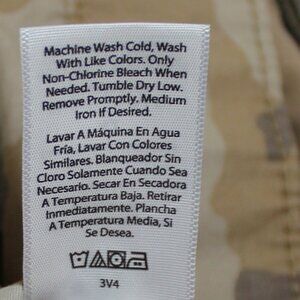 Machine Wash Cold, Wash
With Like Colors. Only
Non-Chlorine Bleach When
Needed. Tumble Dry Low.
Remove Promptly. Medium
Iron If Desired.
Lavar A Máquina En Agua
Fría, Lavar Con Colores
Similares. Blanqueador Sin
Cloro Solamente Cuando Sea
Necesario. Secar En Secadora
A Temperatura Baja. Retirar
Inmediatamente. Plancha
A Temperatura Media, Si
Se Desea.
3V4